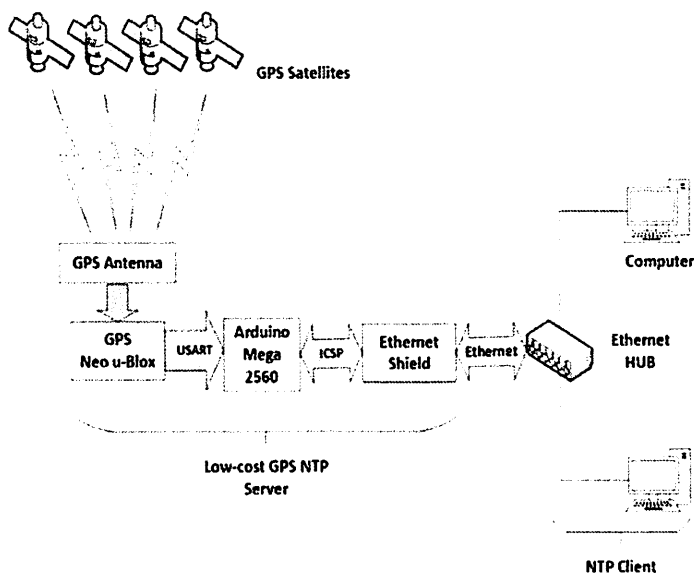 GPS Satellites
GPS Antenna
GPS
Neo u-Blox
USART
Arduino
Mega
2560
ICSP
Ethernet
Shield
Ethernet
Ethernet
HUB
Computer
Low-cost GPS NTP
Server
NTP Client